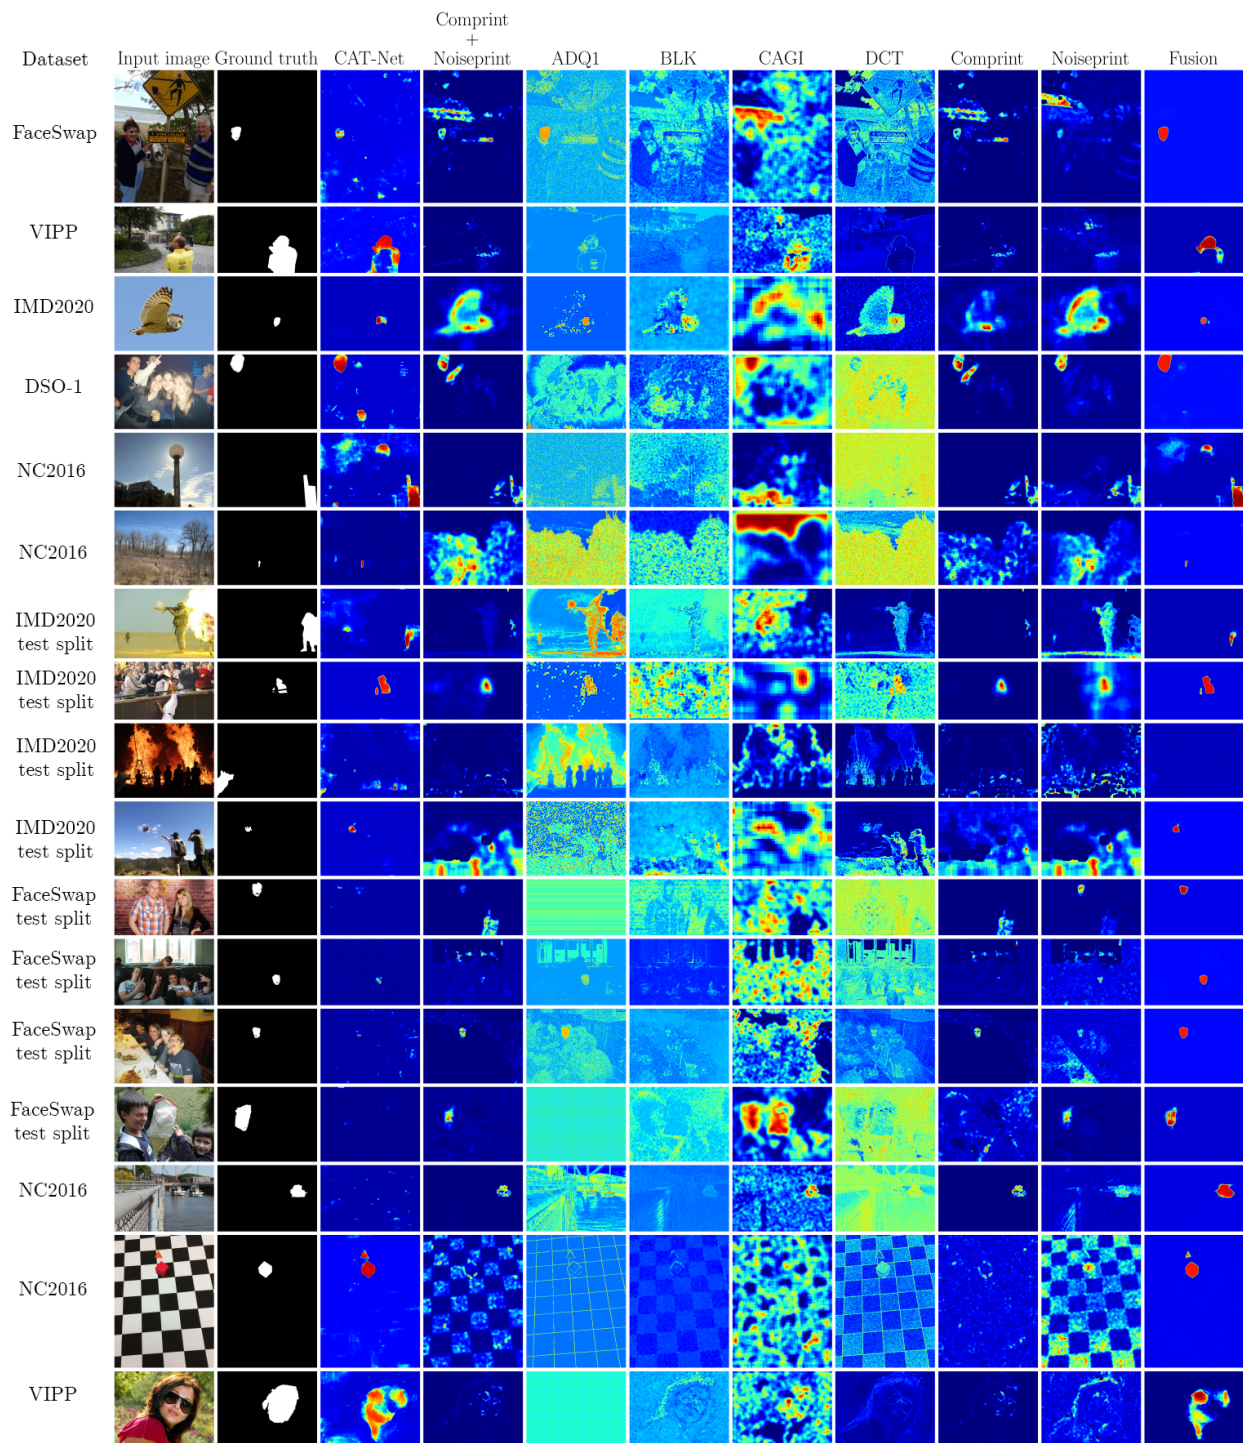 Comprint
+
Dataset Input image Ground truth CAT-Net Noiseprint ADQ1 BLK CAGI DCT Comprint Noiseprint Fusion
FaceSwap
VIPP
IMD2020
DSO-1
NC2016
NC2016
IMD2020
test split
IMD2020
test split
IMD2020
test split
IMD2020
test split
FaceSwap
test split
FaceSwap
test split
FaceSwap
test split
FaceSwap
test split
NC2016
NC2016
VIPP